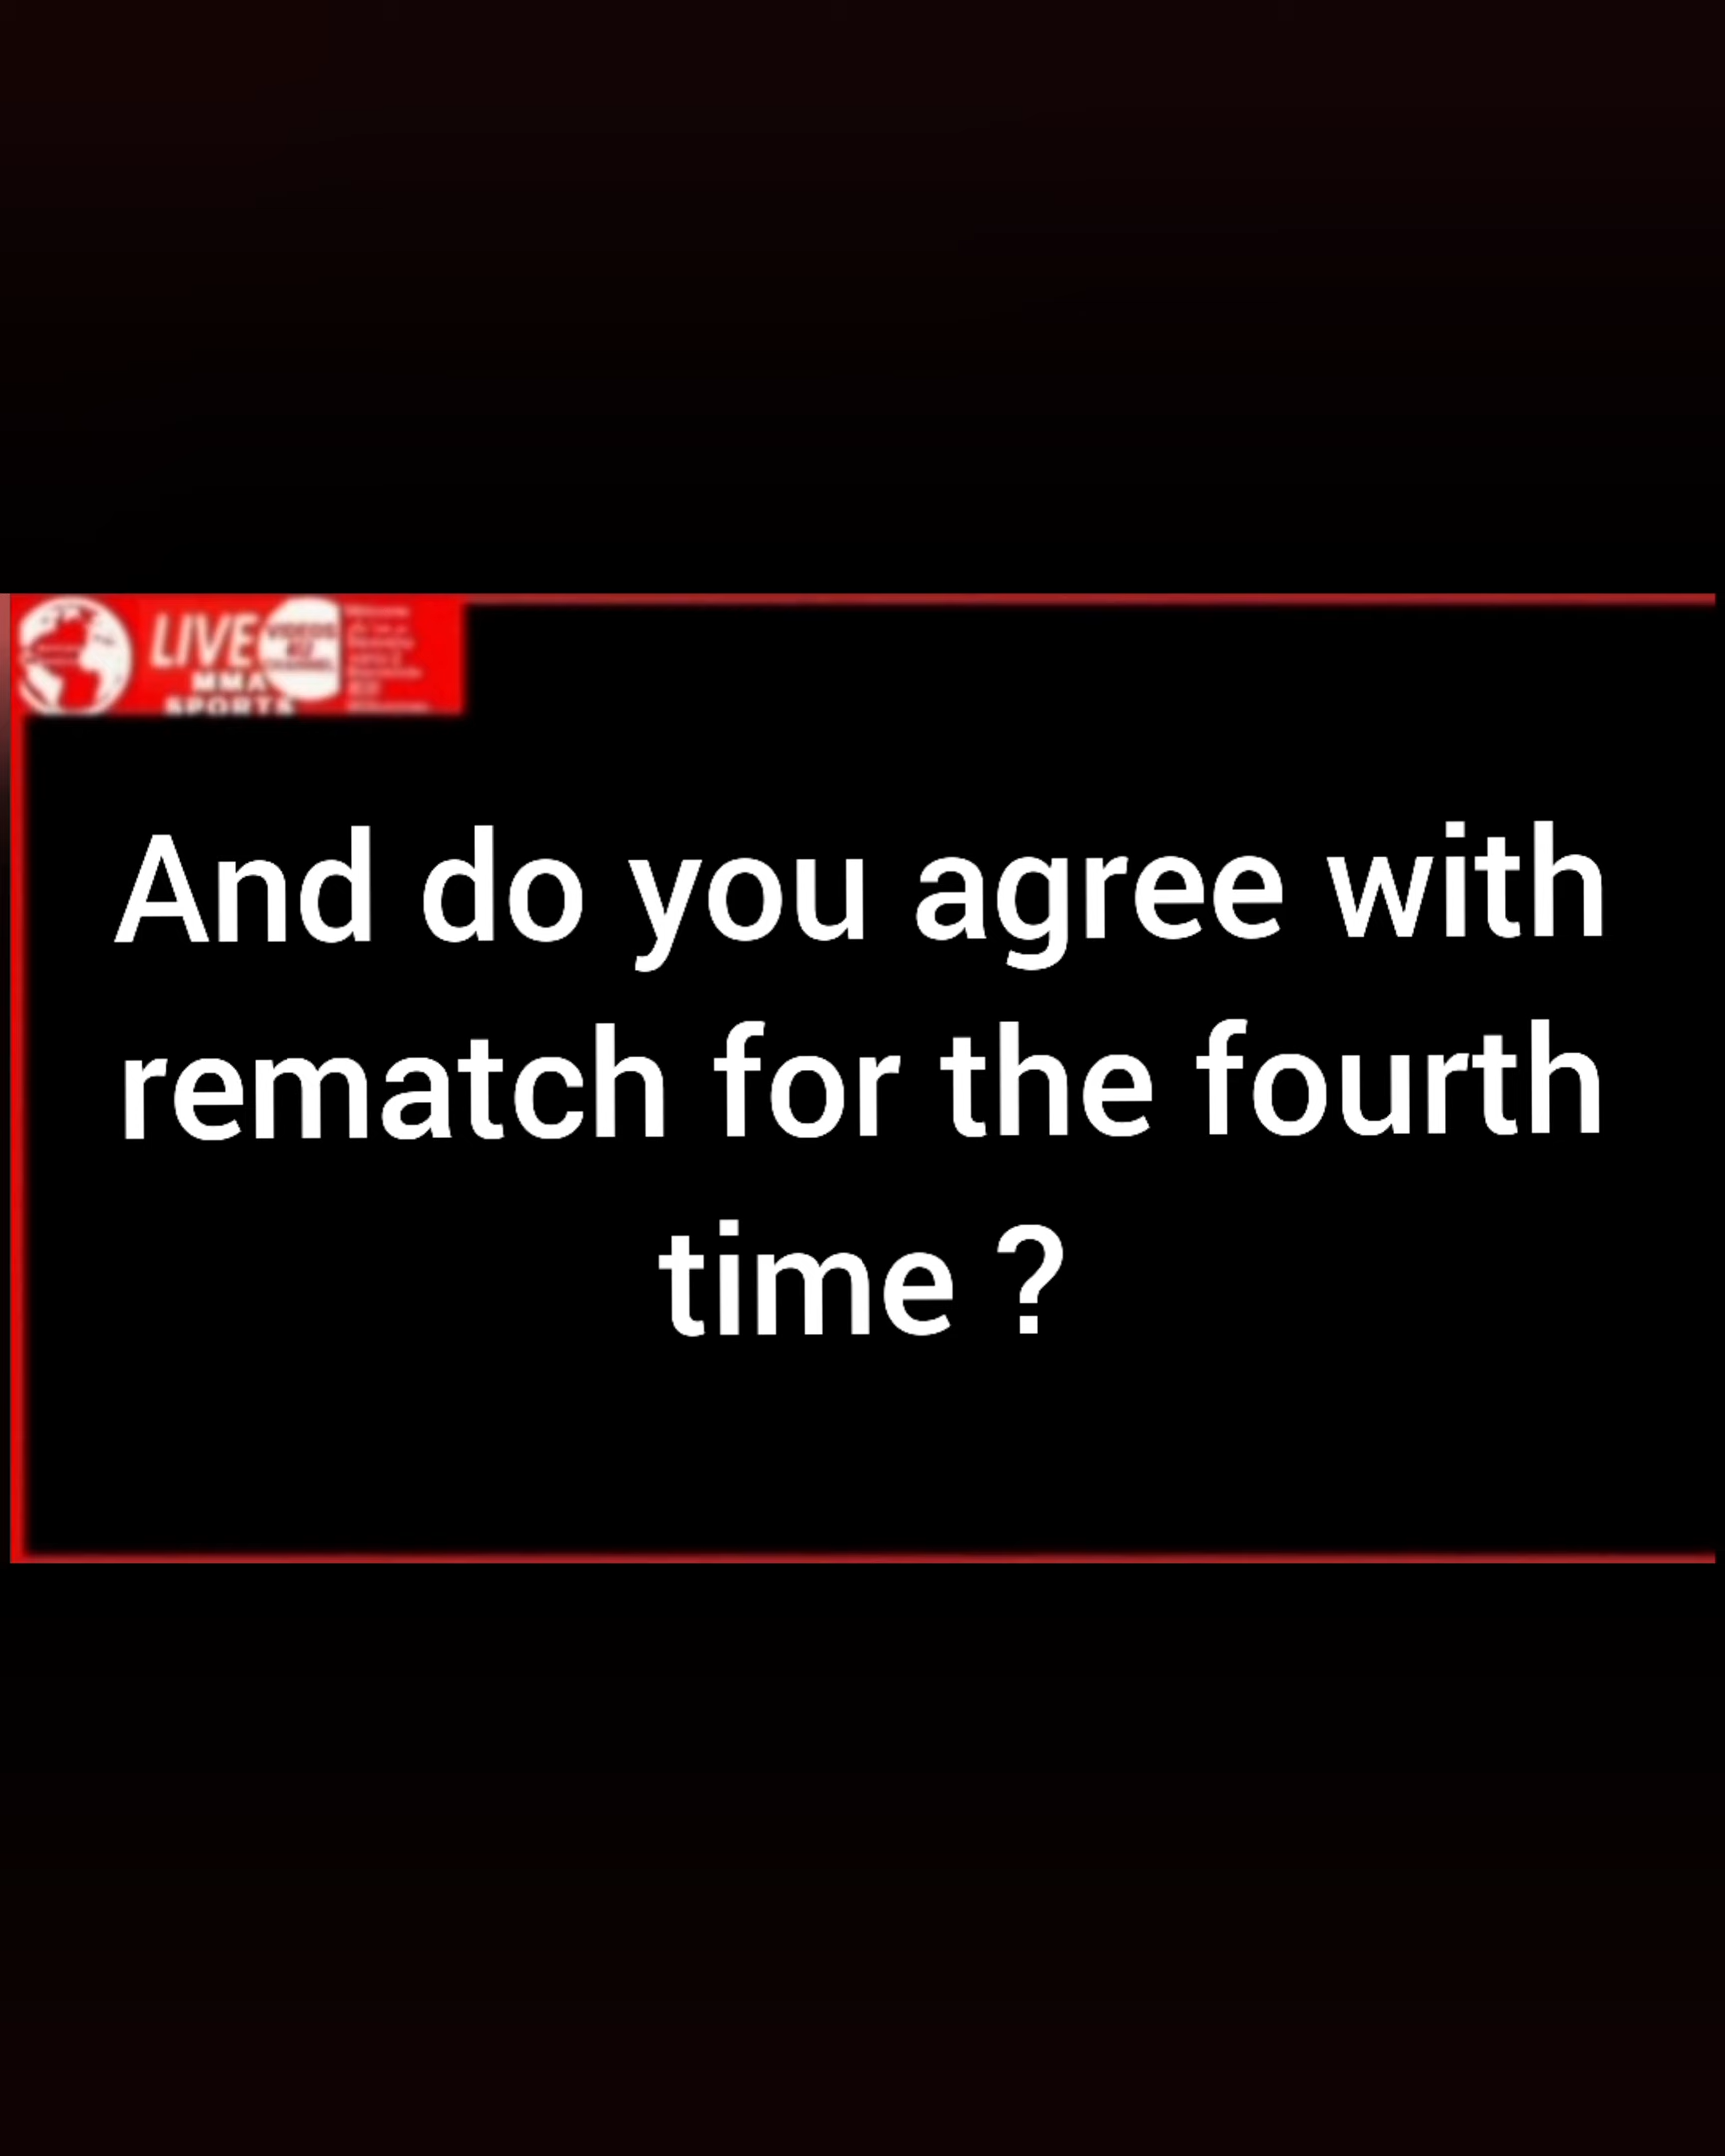 LIVE
MMA
SPORTS
And do you agree with
rematch for the fourth
time ?